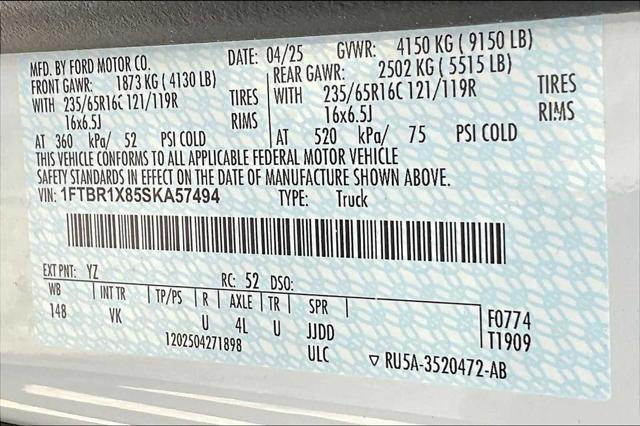 MFD. BY FORD MOTOR CO. DATE: 04/25 GVWR: 4150 KG ( 9150 LB)
FRONT GAWR: 1873 KG ( 4130 LB) REAR GAWR: 2502 KG ( 5515 LB)
WITH 235/65R16C 121/119R TIRES WITH 235/65R16C 121/119R TIRES
16x6.5J RIMS 16x6.5J RIMS
AT 360 kPa/ 52 PSI COLD AT 520 kPa/ 75 PSI COLD
THIS VEHICLE CONFORMS TO ALL APPLICABLE FEDERAL MOTOR VEHICLE
SAFETY STANDARDS IN EFFECT ON THE DATE OF MANUFACTURE SHOWN ABOVE.
VIN: 1FTBR1X85SKA57494 TYPE: Truck
EXT PNT: YZ RC: 52 DSO:
WB INT TR TP/PS R AXLE TR SPR
148 VK U 4L U JJDD F0774
1202504271898 ULC T1909
RU5A-3520472-AB